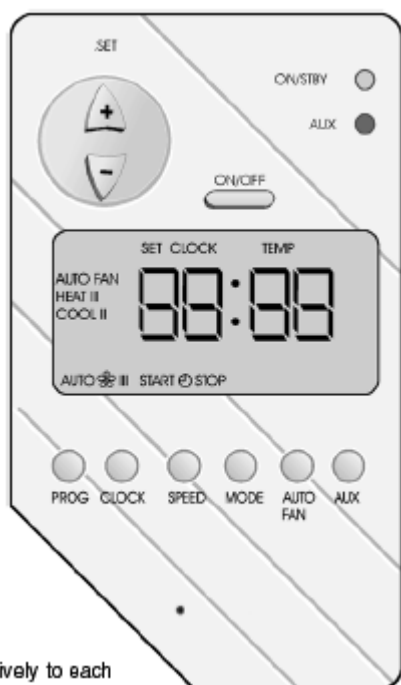 SET
ON/STBY
AUX
+
ON/OFF
-
SET CLOCK TEMP
AUTO FAN
HEAT III
COOL II
88:88
AUTO III START STOP
PROG CLOCK SPEED MODE AUTO FAN AUX
ively to each